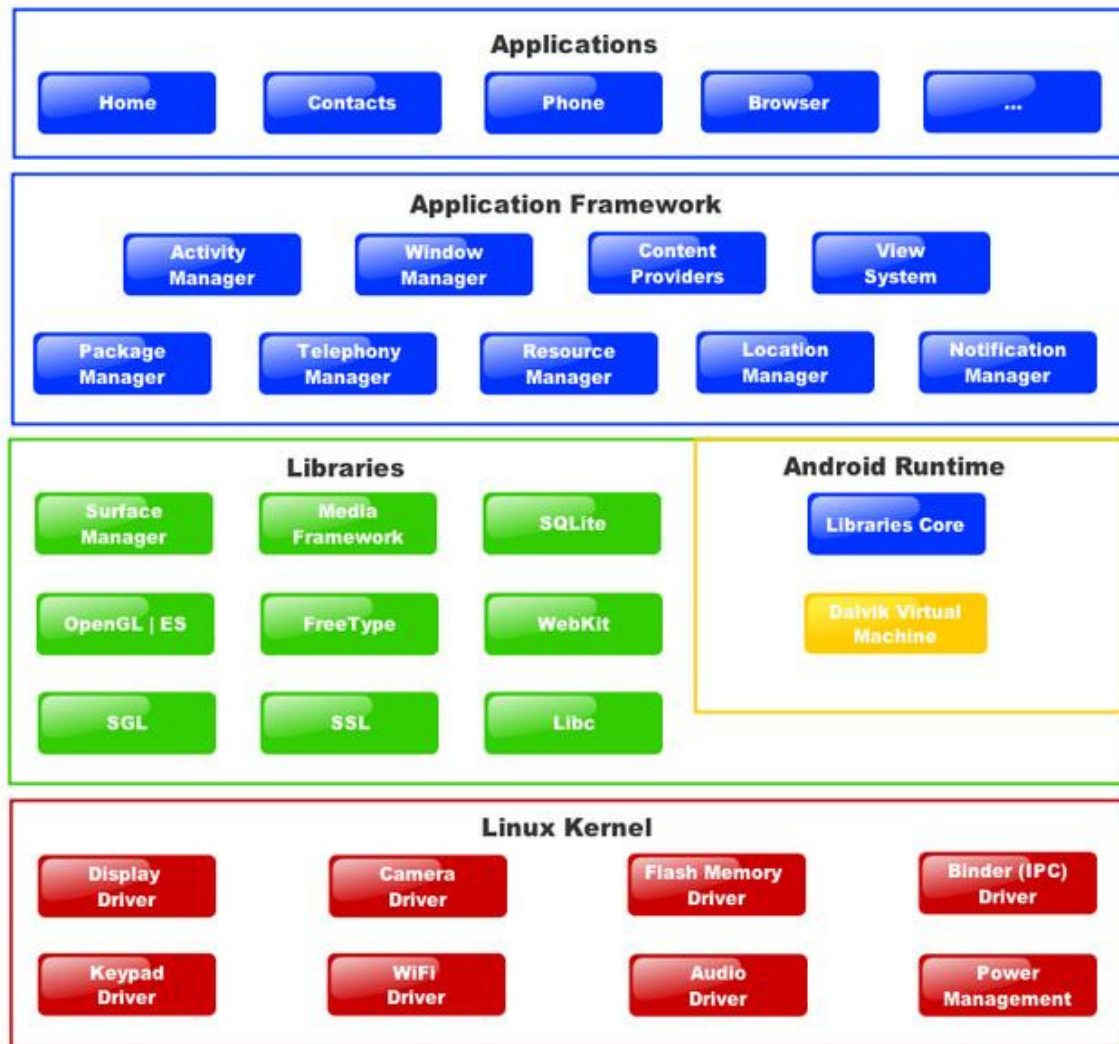 Applications
Home
Contacts
Phone
Browser
...
Application Framework
Activity
Manager
Window
Manager
Content
Providers
View
System
Package
Manager
Telephony
Manager
Resource
Manager
Location
Manager
Notification
Manager
Libraries
Surface
Manager
Media
Framework
SQLite
OpenGL | ES
FreeType
WebKit
SGL
SSL
Libc
Android Runtime
Libraries Core
Dalvik Virtual
Machine
Linux Kernel
Display
Driver
Camera
Driver
Flash Memory
Driver
Binder (IPC)
Driver
Keypad
Driver
WiFi
Driver
Audio
Driver
Power
Management